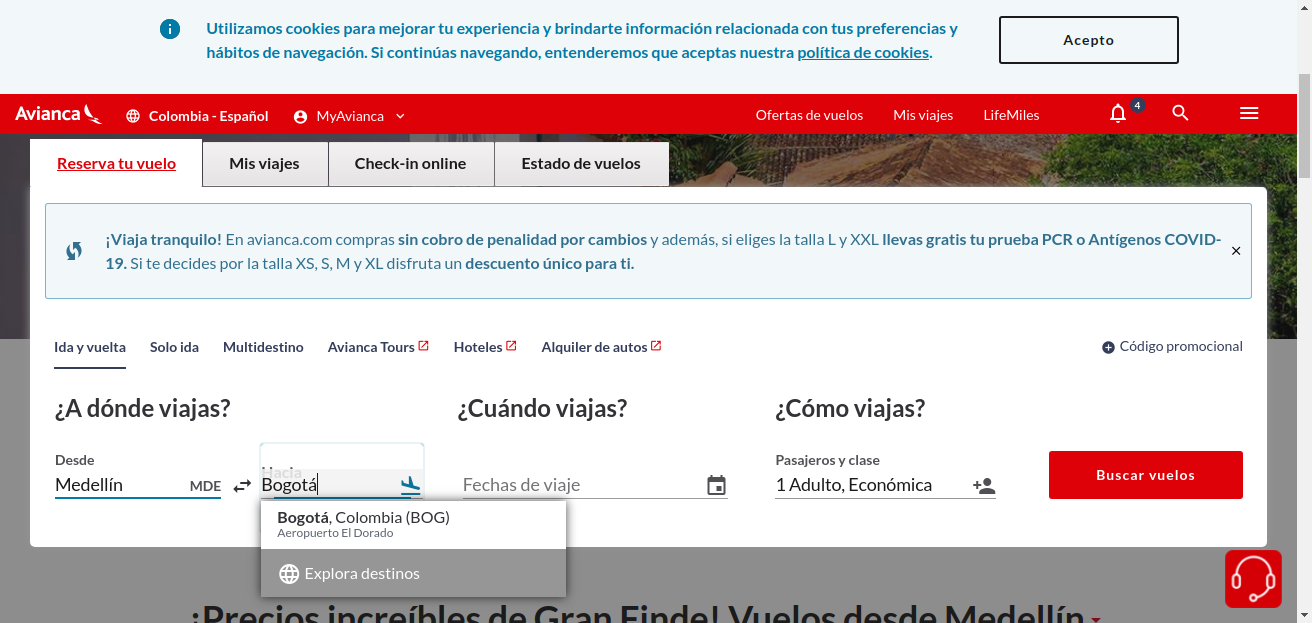 Utilizamos cookies para mejorar tu experiencia y brindarte información relacionada con tus preferencias y
hábitos de navegación. Si continúas navegando, entenderemos que aceptas nuestra política de cookies.
Acepto
Avianca
Colombia - Español
MyAvianca
Ofertas de vuelos
Mis viajes
LifeMiles
4
Reserva tu vuelo
Mis viajes
Check-in online
Estado de vuelos
¡Viaja tranquilo! En avianca.com compras sin cobro de penalidad por cambios y además, si eliges la talla L y XXL llevas gratis tu prueba PCR o Antígenos COVID-
19. Si te decides por la talla XS, S, M y XL disfruta un descuento único para ti.
Ida y vuelta
Solo ida
Multidestino
Avianca Tours
Hoteles
Alquiler de autos
Código promocional
¿A dónde viajas?
¿Cuándo viajas?
¿Cómo viajas?
Desde
Medellín
MDE
Hacia
Bogotá
Fechas de viaje
Pasajeros y clase
1 Adulto, Económica
Buscar vuelos
Bogotá, Colombia (BOG)
Aeropuerto El Dorado
Explora destinos
¡Precios increíbles de Gran Finde! Vuelos desde Medellín